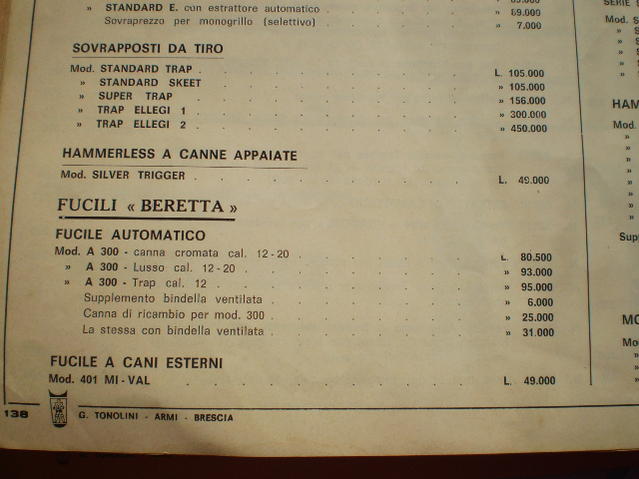 » STANDARD E. con estrattore automatico . . . » 69.000
Sovraprezzo per monogrillo (selettivo) . . . » 7.000
SOVRAPPOSTI DA TIRO
Mod. STANDARD TRAP . . . L. 105.000
» STANDARD SKEET . . . » 105.000
» SUPER TRAP . . . » 156.000
» TRAP ELLEGI 1 . . . » 300.000
» TRAP ELLEGI 2 . . . » 450.000
HAMMERLESS A CANNE APPAIATE
Mod. SILVER TRIGGER . . . L. 49.000
FUCILI « BERETTA »
FUCILE AUTOMATICO
Mod. A 300 - canna cromata cal. 12-20 . . . L. 80.500
» A 300 - Lusso cal. 12-20 . . . » 93.000
» A 300 - Trap cal. 12 . . . » 95.000
Supplemento bindella ventilata . . . » 6.000
Canna di ricambio per mod. 300 . . . » 25.000
La stessa con bindella ventilata . . . » 31.000
FUCILE A CANI ESTERNI
Mod. 401 MI-VAL . . . L. 49.000
138
G. TONOLINI - ARMI - BRESCIA
HAM
Mod.
Sup
MO
Mo